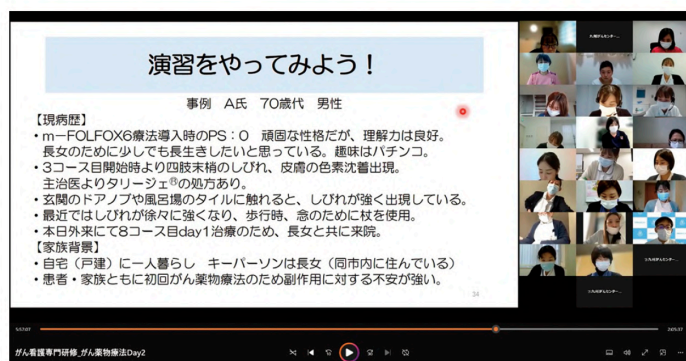 演習をやってみよう！
事例 A氏 70歳代 男性
【現病歴】
・m－FOLFOX6療法導入時のPS：0 頑固な性格だが、理解力は良好。
長女のために少しでも長生きしたいと思っている。趣味はパチンコ。
・3コース目開始時より四肢末梢のしびれ、皮膚の色素沈着出現。
主治医よりタリージェ®の処方あり。
・玄関のドアノブや風呂場のタイルに触れると、しびれが強く出現している。
・最近ではしびれが徐々に強くなり、歩行時、念のために杖を使用。
・本日外来にて8コース目day1治療のため、長女と共に来院。
【家族背景】
・自宅（戸建）に一人暮らし キーパーソンは長女（同市内に住んでいる）
・患者・家族ともに初回がん薬物療法のため副作用に対する不安が強い。
34
がん看護専門研修_がん薬物療法Day2